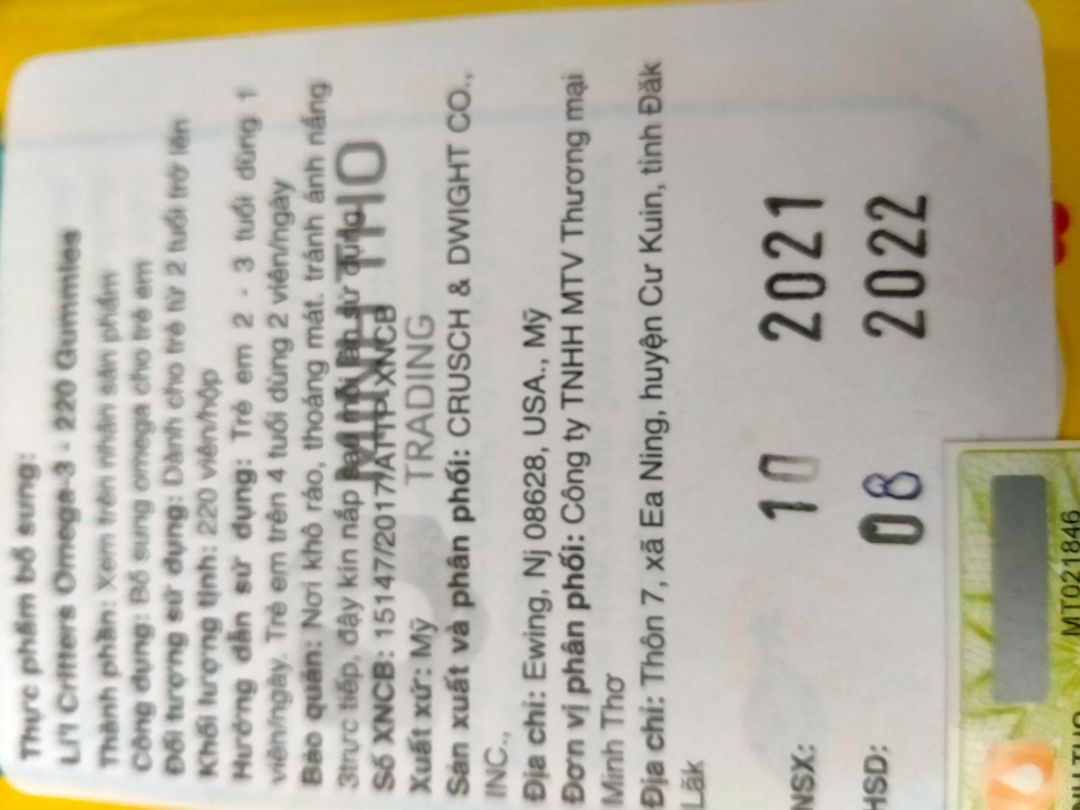 Thực phẩm bổ sung:
Li'l Critters Omega-3 - 220 Gummies
Thành phần: Xem trên nhãn sản phẩm
Công dụng: Bổ sung omega cho trẻ em
Đối tượng sử dụng: Dành cho trẻ từ 2 tuổi trở lên
Khối lượng tịnh: 220 viên/hộp
Hướng dẫn sử dụng: Trẻ em 2 - 3 tuổi dùng 1
viên/ngày. Trẻ em trên 4 tuổi dùng 2 viên/ngày
Bảo quản: Nơi khô ráo, thoáng mát. tránh ánh nắng
3trực tiếp, đậy kín nắp sau mỗi lần sử dụng
MINH THO
Số XNCB: 15147/2017/ATTP-XNCB
TRADING
Xuất xứ: Mỹ
Sản xuất và phân phối: CRUSCH & DWIGHT CO.,
INC.,
Địa chỉ: Ewing, Nj 08628, USA., Mỹ
Đơn vị phân phối: Công ty TNHH MTV Thương mại
Minh Thơ
Địa chỉ: Thôn 7, xã Ea Ning, huyện Cư Kuin, tỉnh Đăk
Lăk
NSX: 10 2021
HSD: 08 2022
MT021846